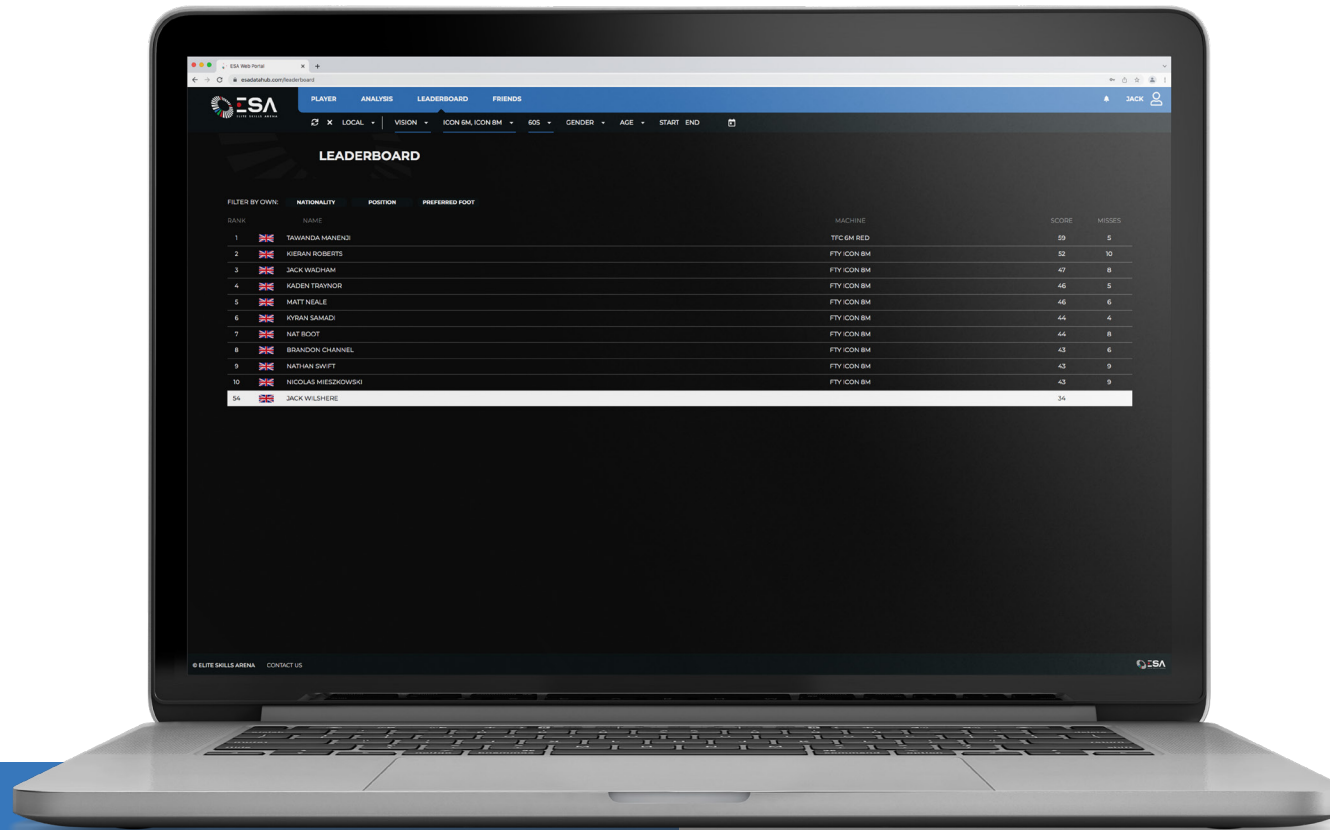 ESA Web Portal
esadatahub.com/leaderboard
ESA
ELITE SKILLS ARENA
PLAYER ANALYSIS LEADERBOARD FRIENDS JACK
LOCAL VISION ICON 6M, ICON 8M 60S GENDER AGE START END
LEADERBOARD
FILTER BY OWN: NATIONALITY POSITION PREFERRED FOOT
RANK NAME MACHINE SCORE MISSES
1 TAWANDA MANENJI TFC 6M RED 59 5
2 KIERAN ROBERTS FTY ICON 8M 52 10
3 JACK WADHAM FTY ICON 8M 47 8
4 KADEN TRAYNOR FTY ICON 8M 46 5
5 MATT NEALE FTY ICON 8M 46 6
6 KYRAN SAMADI FTY ICON 8M 44 4
7 NAT BOOT FTY ICON 8M 44 8
8 BRANDON CHANNEL FTY ICON 8M 43 6
9 NATHAN SWIFT FTY ICON 8M 43 9
10 NICOLAS MIESZKOWSKI FTY ICON 8M 43 9
54 JACK WILSHERE 34
© ELITE SKILLS ARENA CONTACT US ESA